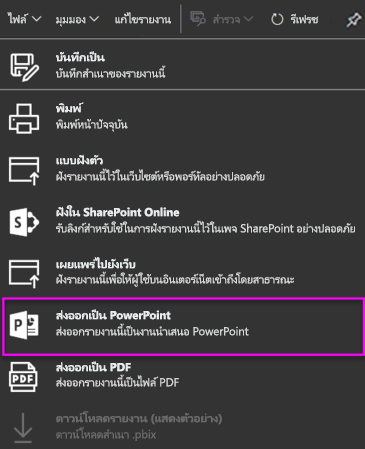 ไฟล์ มุมมอง แก้ไขรายงาน สำรวจ รีเฟรช
บันทึกเป็น
บันทึกสำเนาของรายงานนี้
พิมพ์
พิมพ์หน้าปัจจุบัน
แบบฝังตัว
ฝังรายงานนี้ไว้ในเว็บไซต์หรือพอร์ทัลอย่างปลอดภัย
ฝังใน SharePoint Online
รับลิงก์สำหรับใช้ในการฝังรายงานนี้ไว้ในเพจ SharePoint อย่างปลอดภัย
เผยแพร่ไปยังเว็บ
ฝังรายงานนี้เพื่อให้ผู้ใช้บนอินเตอร์เน็ตเข้าถึงโดยสาธารณะ
ส่งออกเป็น PowerPoint
ส่งออกรายงานนี้เป็นงานนำเสนอ PowerPoint
ส่งออกเป็น PDF
ส่งออกรายงานนี้เป็นไฟล์ PDF
ดาวน์โหลดรายงาน (แสดงตัวอย่าง)
ดาวน์โหลดสำเนา .pbix